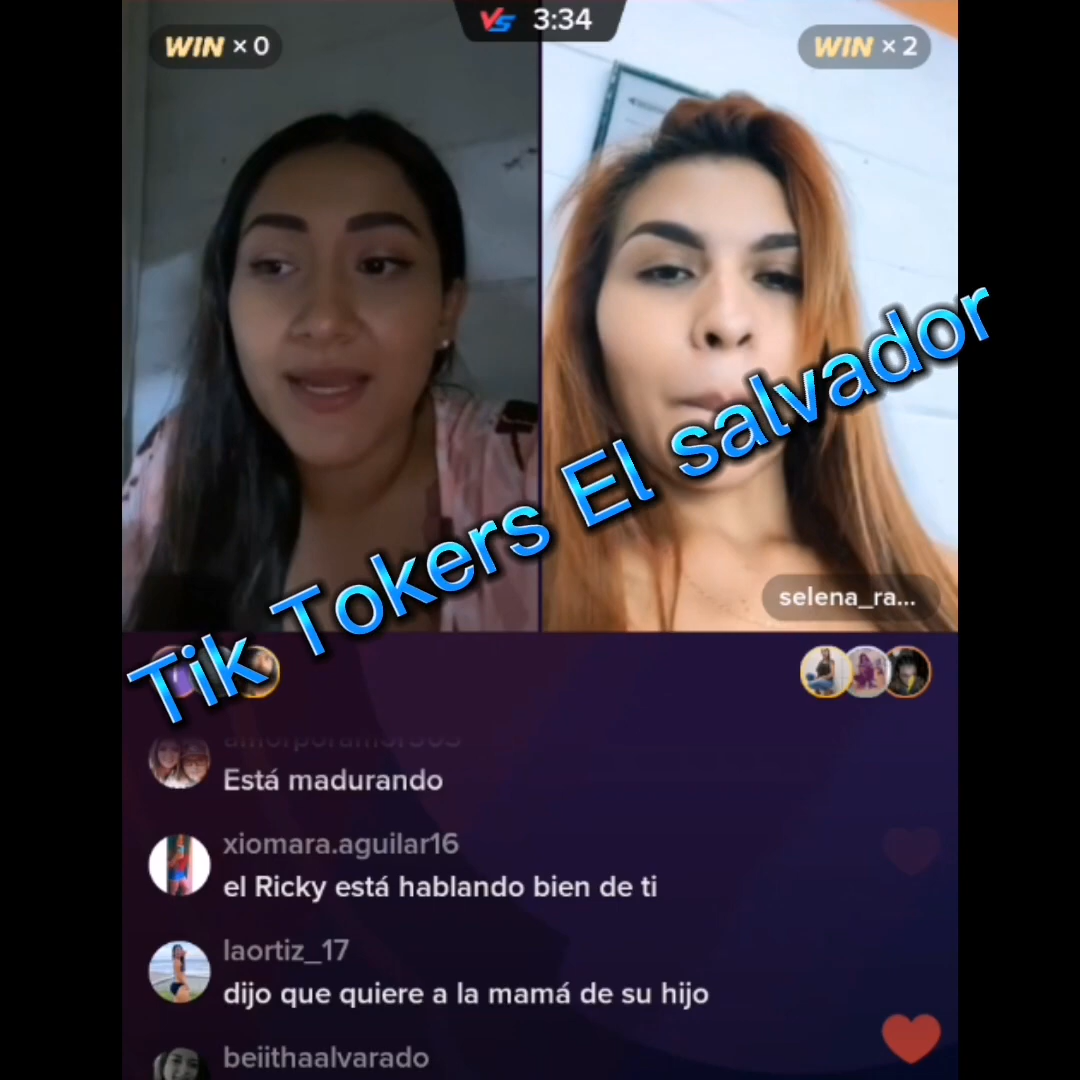 VS 3:34
WIN × 0
WIN × 2
Tik Tokers El salvador
selena_ra...
Está madurando
xiomara.aguilar16
el Ricky está hablando bien de ti
laortiz_17
dijo que quiere a la mamá de su hijo
beiithaalvarado